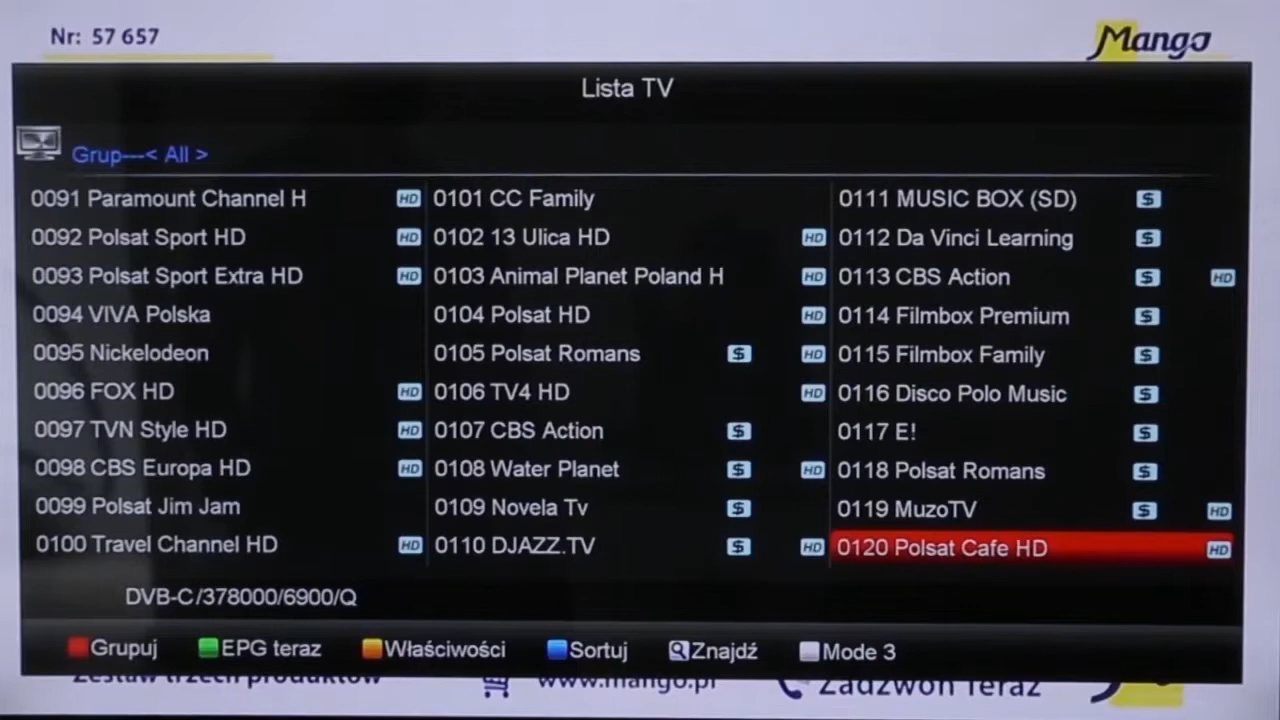 Nr: 57 657
Mango
Lista TV
Grup---< All >
0091 Paramount Channel H HD
0092 Polsat Sport HD HD
0093 Polsat Sport Extra HD HD
0094 VIVA Polska
0095 Nickelodeon
0096 FOX HD HD
0097 TVN Style HD HD
0098 CBS Europa HD HD
0099 Polsat Jim Jam
0100 Travel Channel HD HD
0101 CC Family
0102 13 Ulica HD HD
0103 Animal Planet Poland H HD
0104 Polsat HD HD
0105 Polsat Romans $ HD
0106 TV4 HD HD
0107 CBS Action $
0108 Water Planet $ HD
0109 Novela Tv $
0110 DJAZZ.TV $ HD
0111 MUSIC BOX (SD) $
0112 Da Vinci Learning $
0113 CBS Action $ HD
0114 Filmbox Premium $
0115 Filmbox Family $
0116 Disco Polo Music $
0117 E! $
0118 Polsat Romans $
0119 MuzoTV $ HD
0120 Polsat Cafe HD HD
DVB-C/378000/6900/Q
Grupuj EPG teraz Właściwości Sortuj Znajdź Mode 3
Zestaw trzech produktów www.mango.pl Zadzwoń Teraz